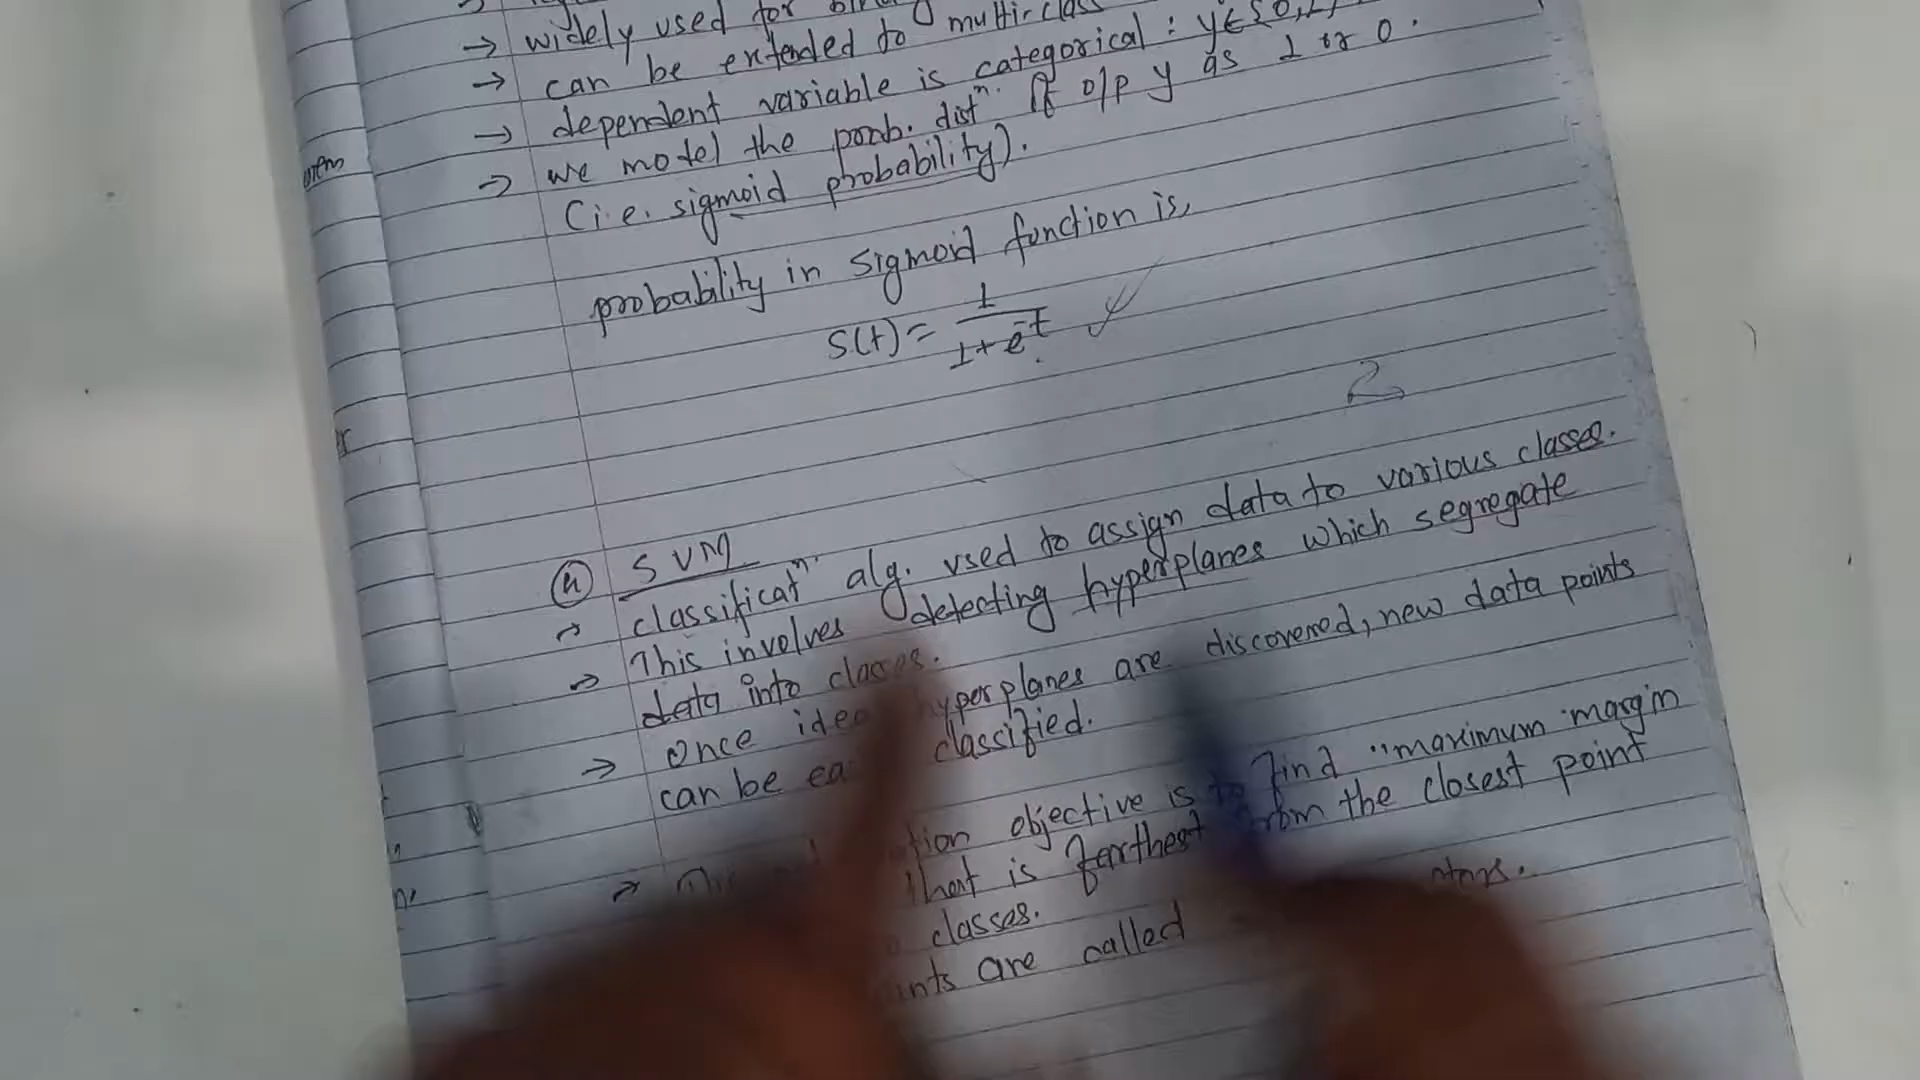 → widely used for
→ can be extended to multi-class
→ dependent variable is categorical : y∈{0,1}
→ we model the prob. distⁿ. of o/p y as 1 or 0.
(i.e. sigmoid probability).
probability in sigmoid function is,
S(t) = 1/(1+e^-t)
2
④ SVM
→ classificatⁿ. alg. used to assign data to various classes.
→ This involves detecting hyperplanes which segregate
data into classes.
→ Once hyperplanes are discovered, new data points
can be classified.
→ objective is to find "maximum margin
that is farthest from the closest point
classes.
are called